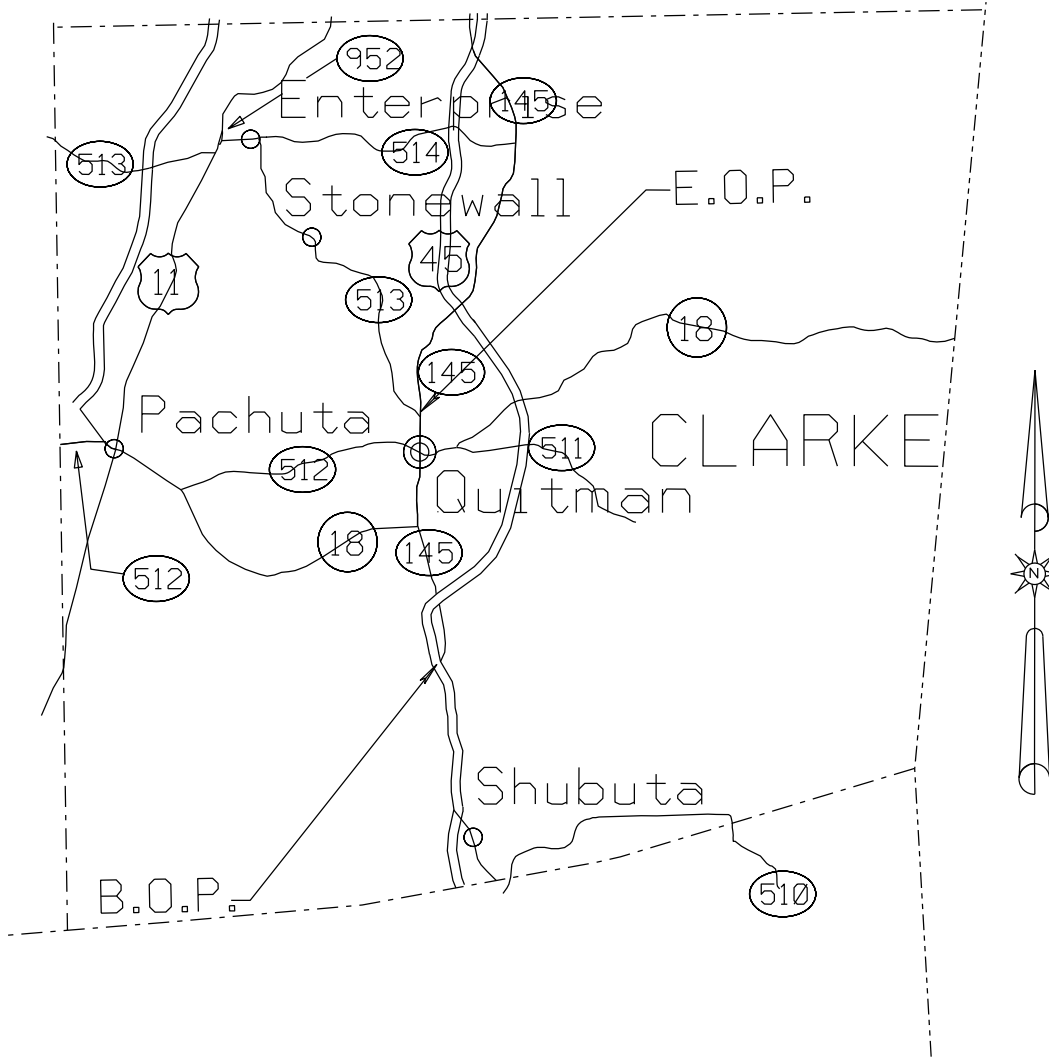 952
Enterprise
145
513
514
Stonewall
E.O.P.
45
11
513
18
145
Pachuta
CLARKE
511
512
Quitman
18
145
512
N
Shubuta
B.O.P.
510